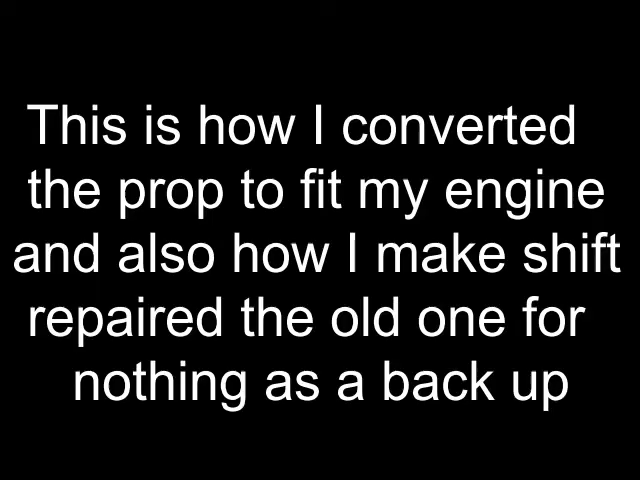 This is how I converted
the prop to fit my engine
and also how I make shift
repaired the old one for
nothing as a back up